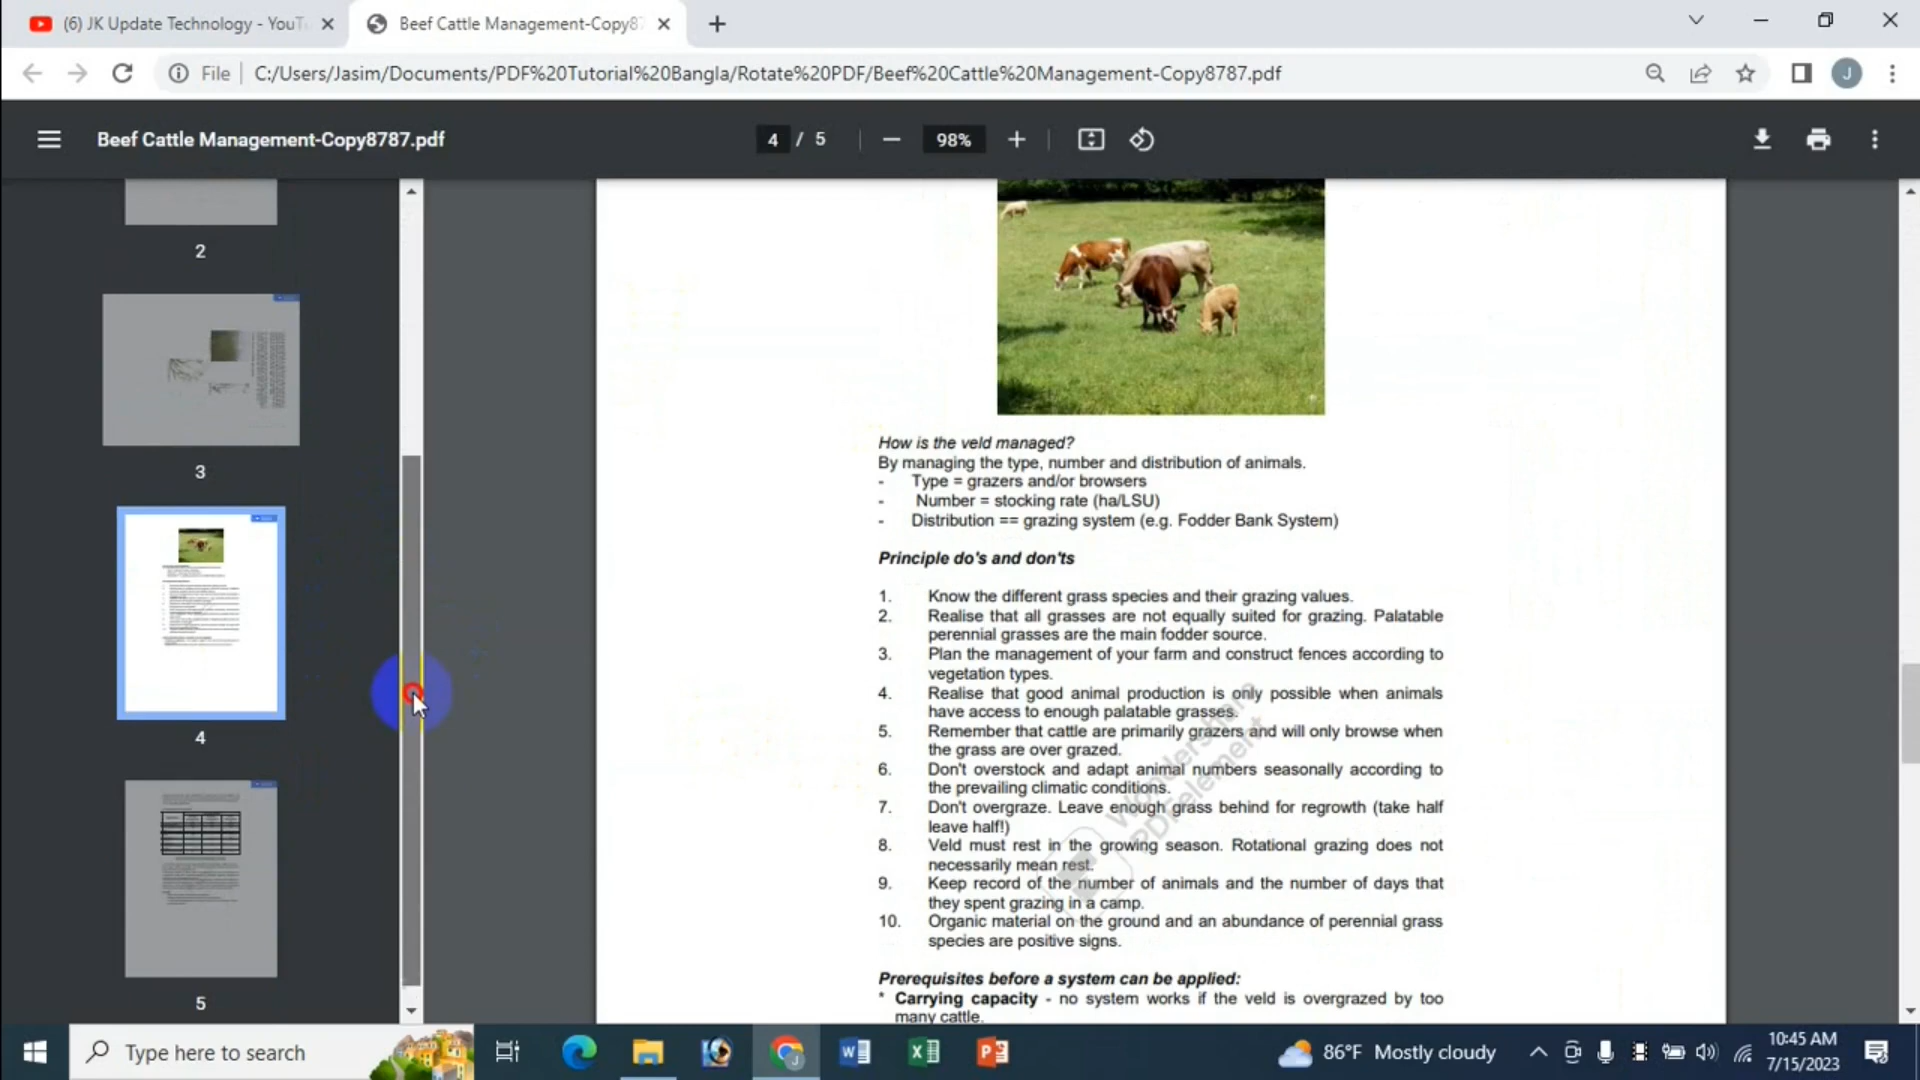 (6) JK Update Technology - YouTu
Beef Cattle Management-Copy87
File
C:/Users/Jasim/Documents/PDF%20Tutorial%20Bangla/Rotate%20PDF/Beef%20Cattle%20Management-Copy8787.pdf
J
Beef Cattle Management-Copy8787.pdf
4 / 5
98%
2
3
4
5
How is the veld managed?
By managing the type, number and distribution of animals.
- Type = grazers and/or browsers
- Number = stocking rate (ha/LSU)
- Distribution == grazing system (e.g. Fodder Bank System)
Principle do's and don'ts
1. Know the different grass species and their grazing values.
2. Realise that all grasses are not equally suited for grazing. Palatable
perennial grasses are the main fodder source.
3. Plan the management of your farm and construct fences according to
vegetation types.
4. Realise that good animal production is only possible when animals
have access to enough palatable grasses.
5. Remember that cattle are primarily grazers and will only browse when
the grass are over grazed.
6. Don't overstock and adapt animal numbers seasonally according to
the prevailing climatic conditions.
7. Don't overgraze. Leave enough grass behind for regrowth (take half
leave half!)
8. Veld must rest in the growing season. Rotational grazing does not
necessarily mean rest.
9. Keep record of the number of animals and the number of days that
they spent grazing in a camp.
10. Organic material on the ground and an abundance of perennial grass
species are positive signs.
Prerequisites before a system can be applied:
* Carrying capacity - no system works if the veld is overgrazed by too
many cattle.
Wondershare
PDFelement
Type here to search
86°F Mostly cloudy
10:45 AM
7/15/2023